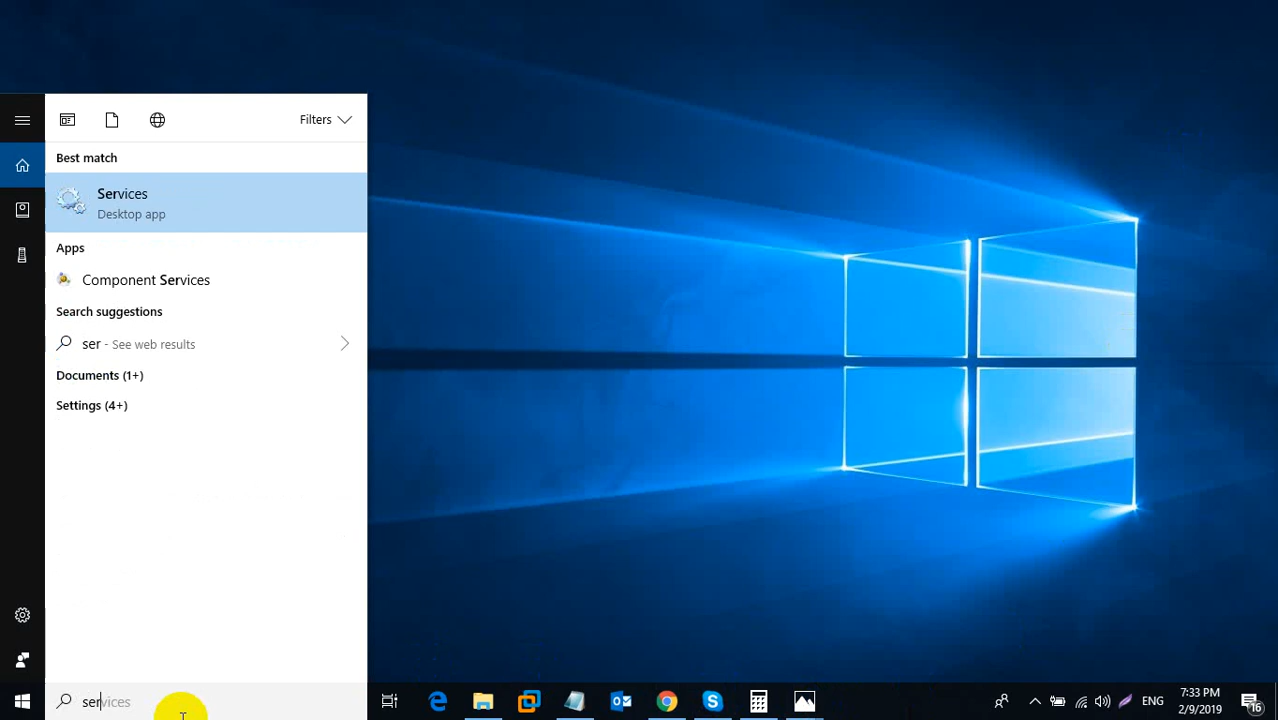 Filters
Best match
Services
Desktop app
Apps
Component Services
Search suggestions
ser - See web results
Documents (1+)
Settings (4+)
services
ENG
7:33 PM
2/9/2019
16